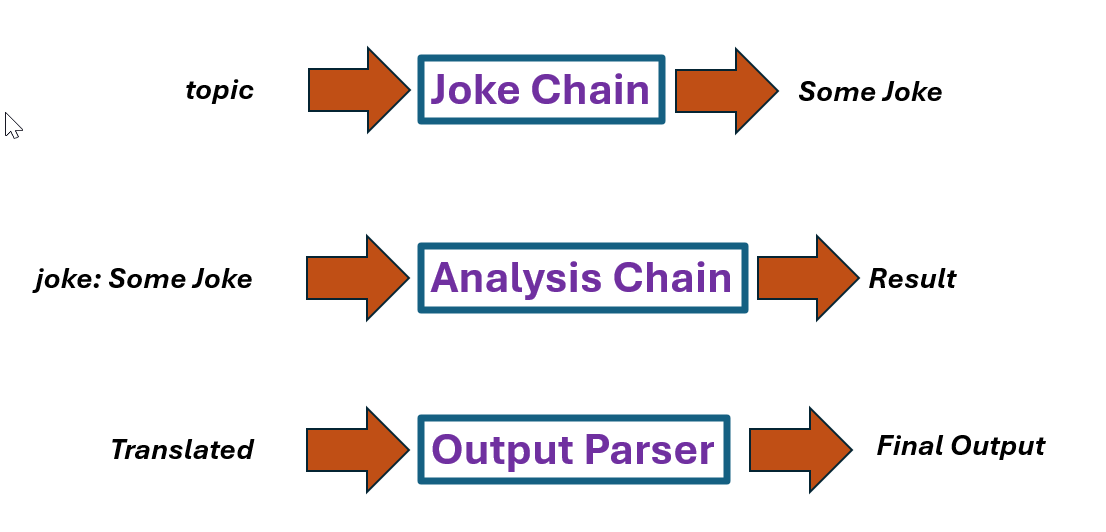 topic Joke Chain Some Joke
joke: Some Joke Analysis Chain Result
Translated Output Parser Final Output